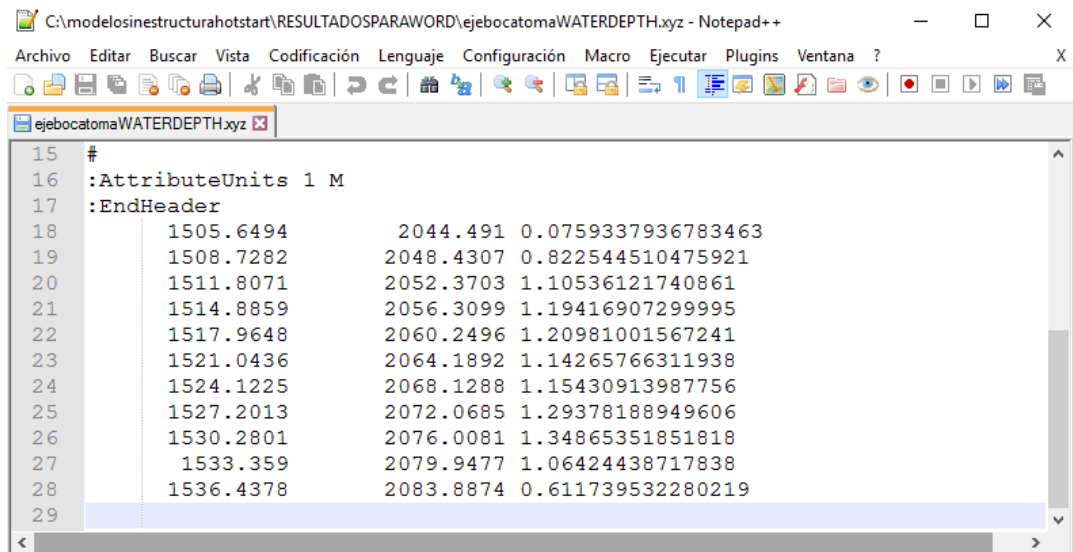 C:\modelosinestructurahotstart\RESULTADOSPARAWORD\ejebocatomaWATERDEPTH.xyz - Notepad++
Archivo Editar Buscar Vista Codificación Lenguaje Configuración Macro Ejecutar Plugins Ventana ? X
ejebocatomaWATERDEPTH.xyz
15 #
16 :AttributeUnits 1 M
17 :EndHeader
18 1505.6494 2044.491 0.0759337936783463
19 1508.7282 2048.4307 0.822544510475921
20 1511.8071 2052.3703 1.10536121740861
21 1514.8859 2056.3099 1.19416907299995
22 1517.9648 2060.2496 1.20981001567241
23 1521.0436 2064.1892 1.14265766311938
24 1524.1225 2068.1288 1.15430913987756
25 1527.2013 2072.0685 1.29378188949606
26 1530.2801 2076.0081 1.34865351851818
27 1533.359 2079.9477 1.06424438717838
28 1536.4378 2083.8874 0.611739532280219
29